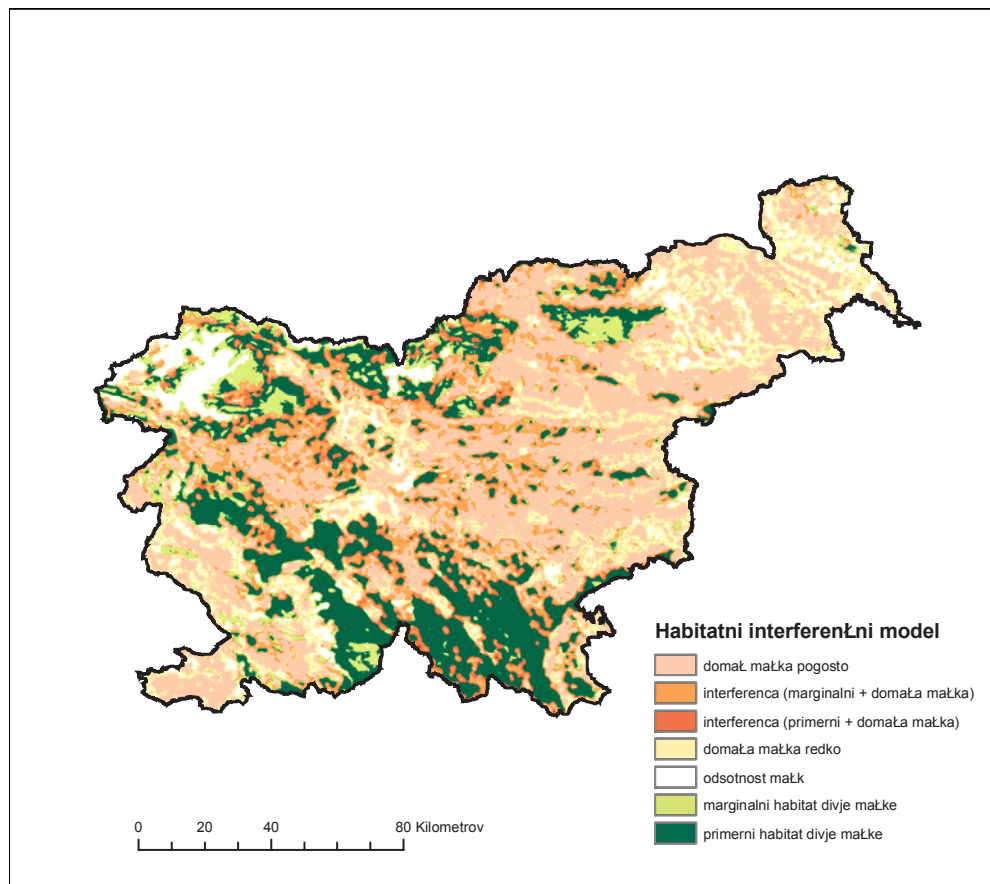 Habitatni interferenŁni model
domaŁ maŁka pogosto
interferenca (marginalni + domaŁa maŁka)
interferenca (primerni + domaŁa maŁka)
domaŁa maŁka redko
odsotnost maŁk
marginalni habitat divje maŁke
primerni habitat divje maŁke
0 20 40 80 Kilometrov